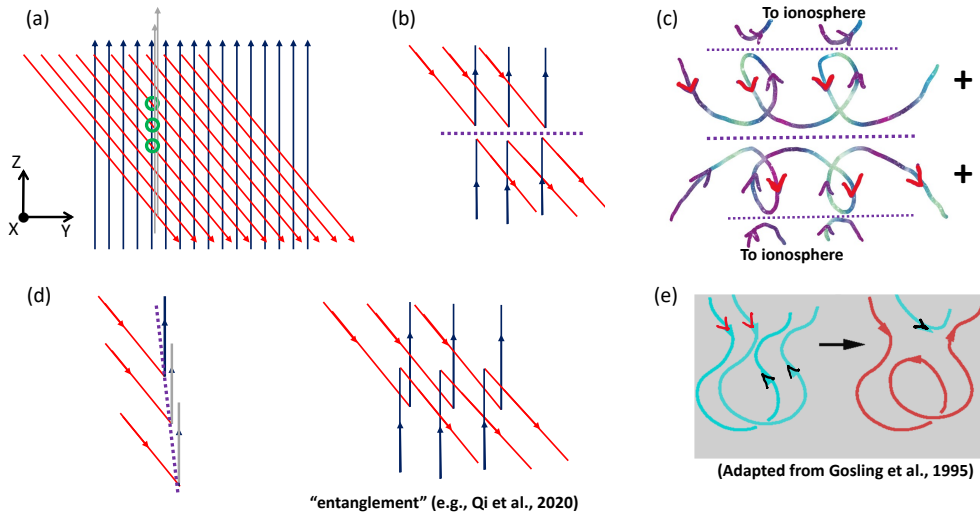 (a)
(b)
(c)
To ionosphere
Z
X
Y
+
+
To ionosphere
(d)
(e)
(Adapted from Gosling et al., 1995)
“entanglement” (e.g., Qi et al., 2020)